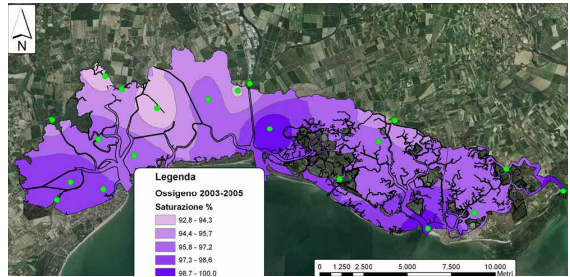 N
Legenda
Ossigeno 2003-2005
Saturazione %
92,8 - 94,3
94,4 - 95,7
95,8 - 97,2
97,3 - 98,6
98,7 - 100,0
0 1.250 2.500 5.000 7.500 10.000
Metri